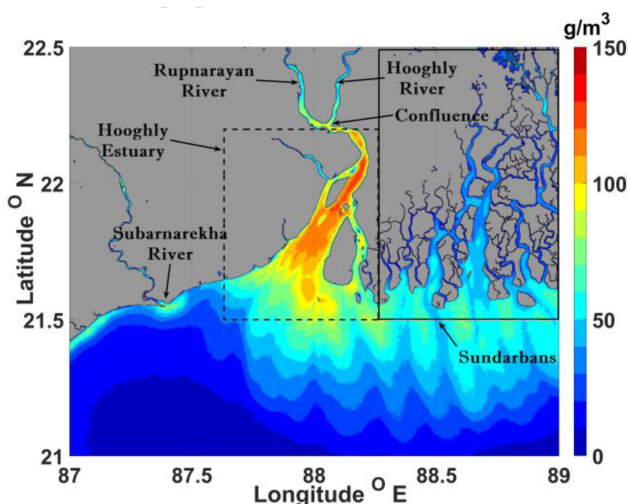 g/m³
22.5
150
Rupnarayan
River
Hooghly
River
Confluence
Hooghly
Estuary
22
100
Latitude ᴼ N
Subarnarekha
River
21.5
50
Sundarbans
21
0
87
87.5
88
88.5
89
Longitude ᴼ E